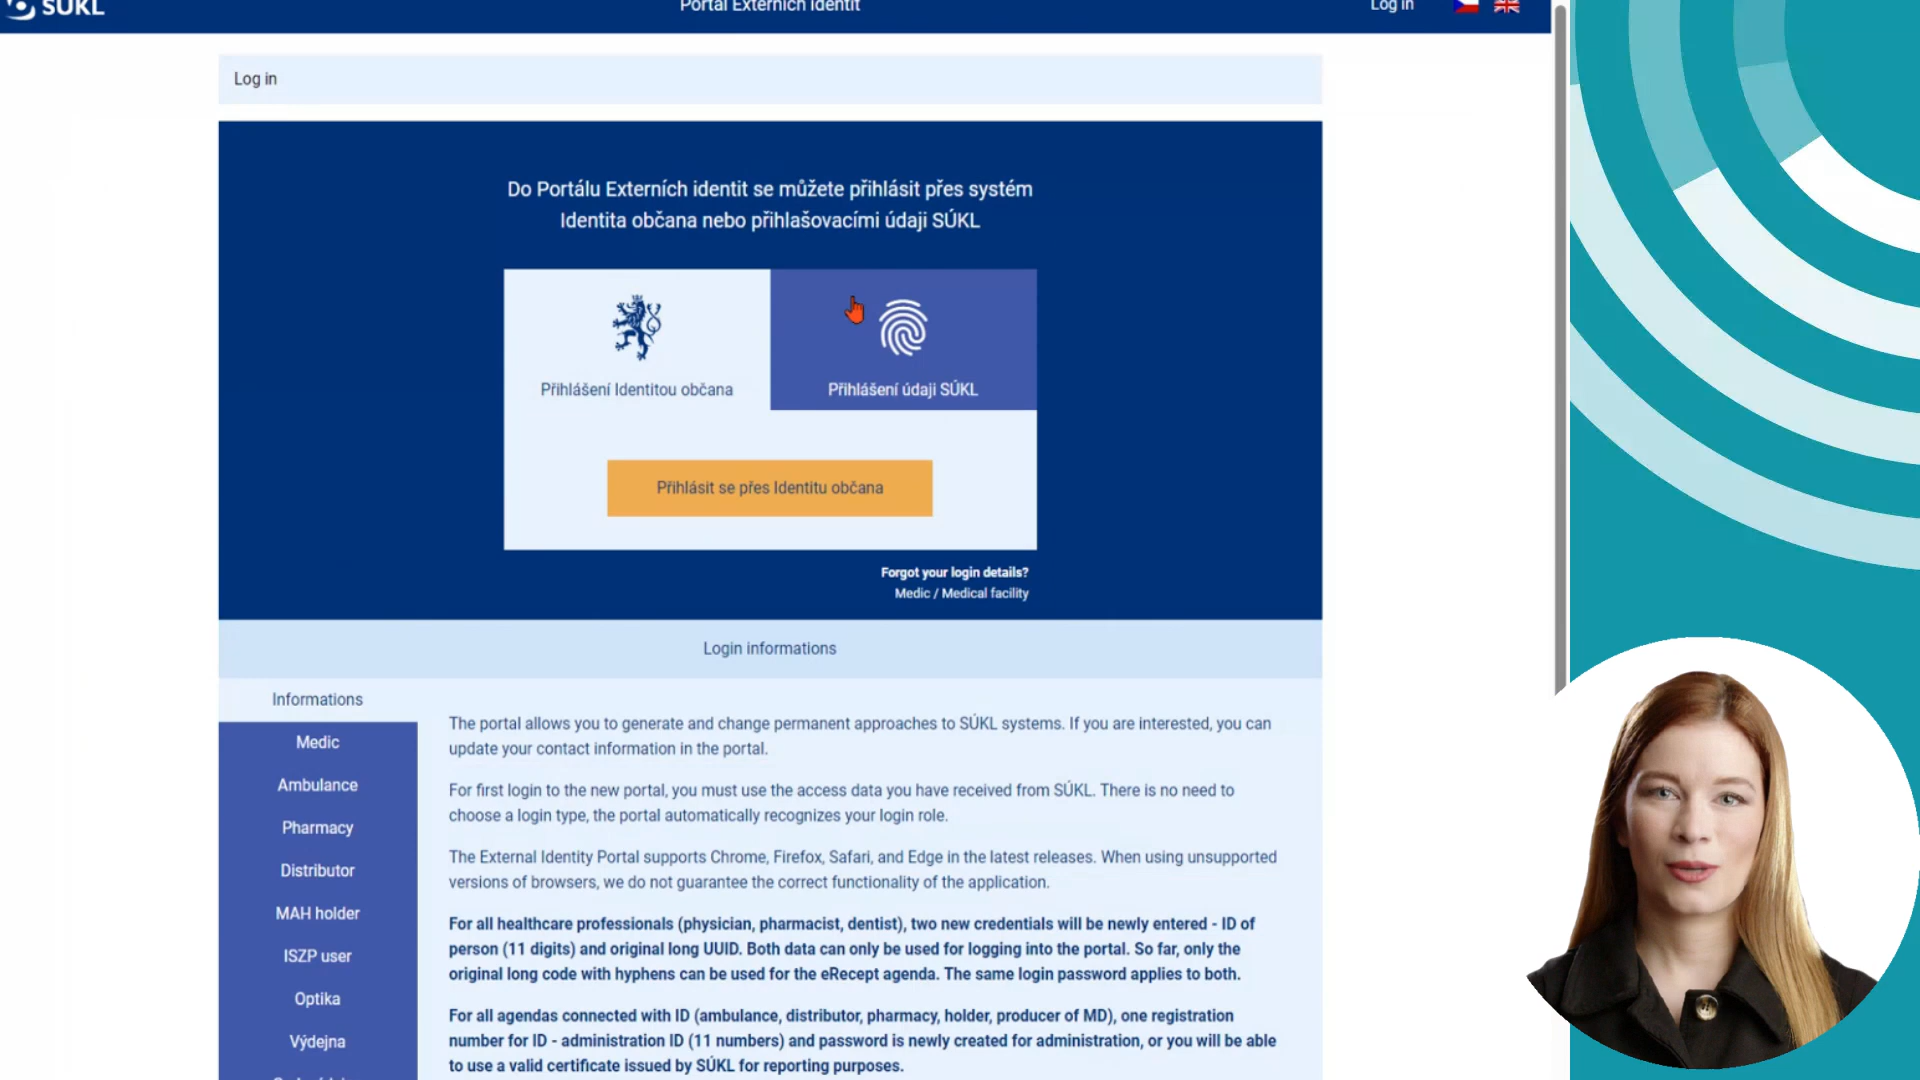 SÚKL
Portál Externích identit
Log in
Log in
Do Portálu Externích identit se můžete přihlásit přes systém
Identita občana nebo přihlašovacími údaji SÚKL
Přihlášení Identitou občana
Přihlášení údaji SÚKL
Přihlásit se přes Identitu občana
Forgot your login details?
Medic / Medical facility
Login informations
Informations
Medic
Ambulance
Pharmacy
Distributor
MAH holder
ISZP user
Optika
Výdejna
The portal allows you to generate and change permanent approaches to SÚKL systems. If you are interested, you can
update your contact information in the portal.
For first login to the new portal, you must use the access data you have received from SÚKL. There is no need to
choose a login type, the portal automatically recognizes your login role.
The External Identity Portal supports Chrome, Firefox, Safari, and Edge in the latest releases. When using unsupported
versions of browsers, we do not guarantee the correct functionality of the application.
For all healthcare professionals (physician, pharmacist, dentist), two new credentials will be newly entered - ID of
person (11 digits) and original long UUID. Both data can only be used for logging into the portal. So far, only the
original long code with hyphens can be used for the eRecept agenda. The same login password applies to both.
For all agendas connected with ID (ambulance, distributor, pharmacy, holder, producer of MD), one registration
number for ID - administration ID (11 numbers) and password is newly created for administration, or you will be able
to use a valid certificate issued by SÚKL for reporting purposes.